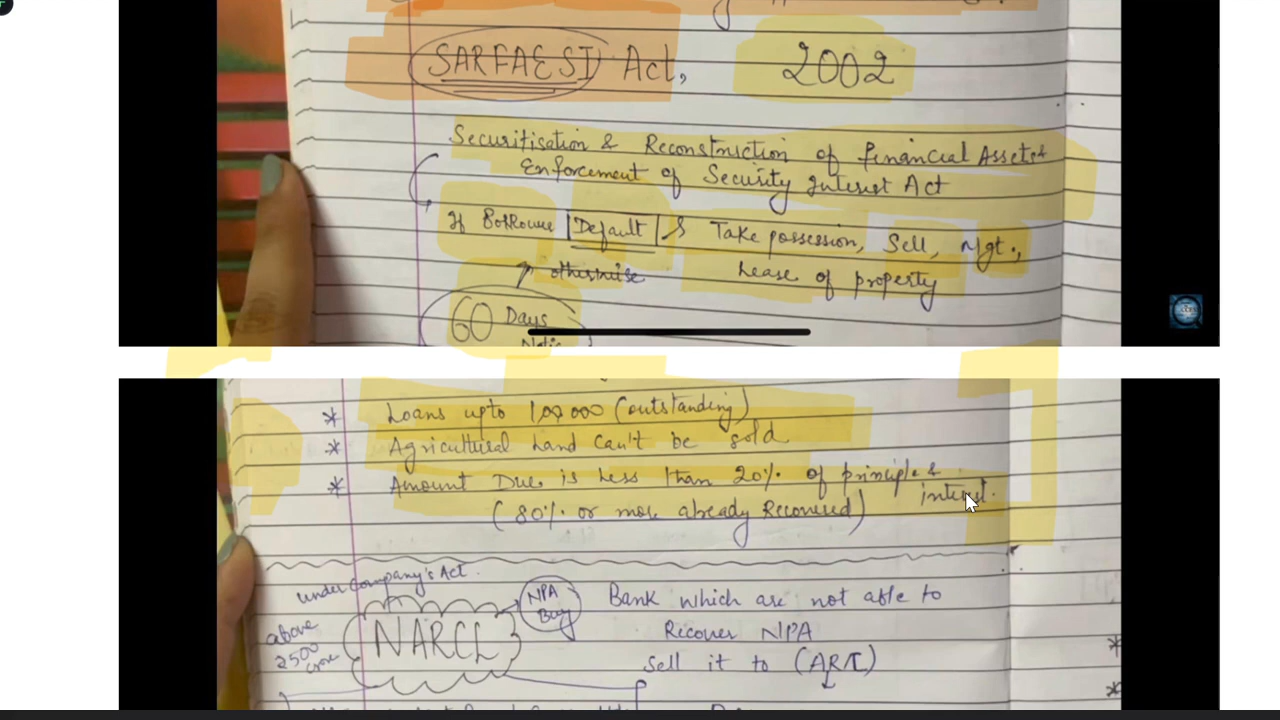 SARFAESI Act, 2002
Securitisation & Reconstruction of financial Asset &
Enforcement of Security Interest Act
If Borrower Default Take possession, Sell, Mgt.,
otherwise Lease of property
60 Days
* Loans upto 1,00,000 (outstanding)
* Agricultural Land can't be sold
* Amount Due is Less than 20% of principle &
interest.
(80% or more already Recovered)
under Company's Act.
NPA
Buy
Bank which are not able to
above
2500
crore
NARCL
Recover NPA
Sell it to (ARC)